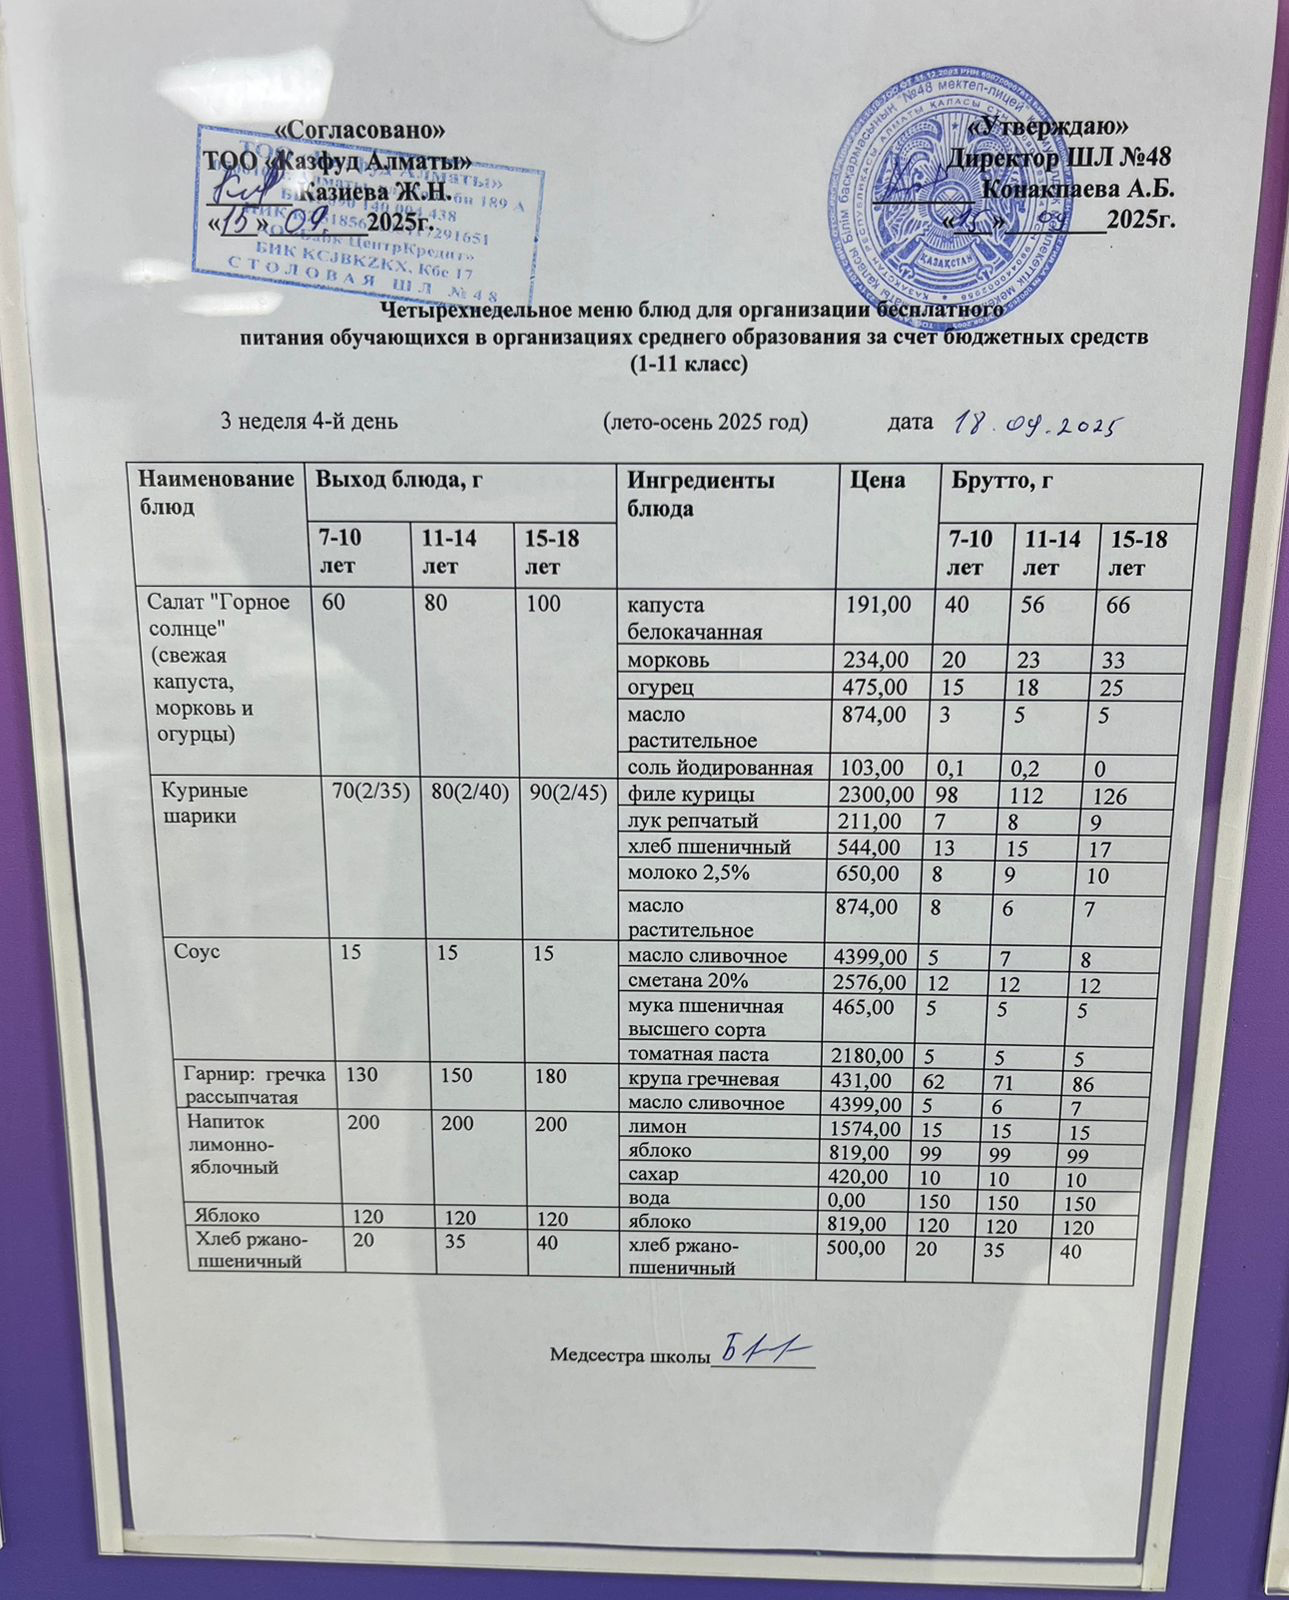 «Согласовано»
ТОО «Казфуд Алматы»
Казиева Ж.Н.
«15» 09. 2025г.
БИК KCJBKZKX, Кбе 17
СТОЛОВАЯ ШЛ №48
«Утверждаю»
Директор ШЛ №48
Конакпаева А.Б.
«15» 09 2025г.
ҚАЗАҚСТАН
Четырехнедельное меню блюд для организации бесплатного
питания обучающихся в организациях среднего образования за счет бюджетных средств
(1-11 класс)
3 неделя 4-й день (лето-осень 2025 год) дата 18.09.2025
Наименование блюд Выход блюда, г Ингредиенты блюда Цена Брутто, г
7-10 лет 11-14 лет 15-18 лет 7-10 лет 11-14 лет 15-18 лет
Салат "Горное солнце" (свежая капуста, морковь и огурцы) 60 80 100 капуста белокачанная 191,00 40 56 66
морковь 234,00 20 23 33
огурец 475,00 15 18 25
масло растительное 874,00 3 5 5
соль йодированная 103,00 0,1 0,2 0
Куриные шарики 70(2/35) 80(2/40) 90(2/45) филе курицы 2300,00 98 112 126
лук репчатый 211,00 7 8 9
хлеб пшеничный 544,00 13 15 17
молоко 2,5% 650,00 8 9 10
масло растительное 874,00 8 6 7
Соус 15 15 15 масло сливочное 4399,00 5 7 8
сметана 20% 2576,00 12 12 12
мука пшеничная высшего сорта 465,00 5 5 5
томатная паста 2180,00 5 5 5
Гарнир: гречка рассыпчатая 130 150 180 крупа гречневая 431,00 62 71 86
масло сливочное 4399,00 5 6 7
Напиток лимонно-яблочный 200 200 200 лимон 1574,00 15 15 15
яблоко 819,00 99 99 99
сахар 420,00 10 10 10
вода 0,00 150 150 150
Яблоко 120 120 120 яблоко 819,00 120 120 120
Хлеб ржано-пшеничный 20 35 40 хлеб ржано-пшеничный 500,00 20 35 40
Медсестра школы